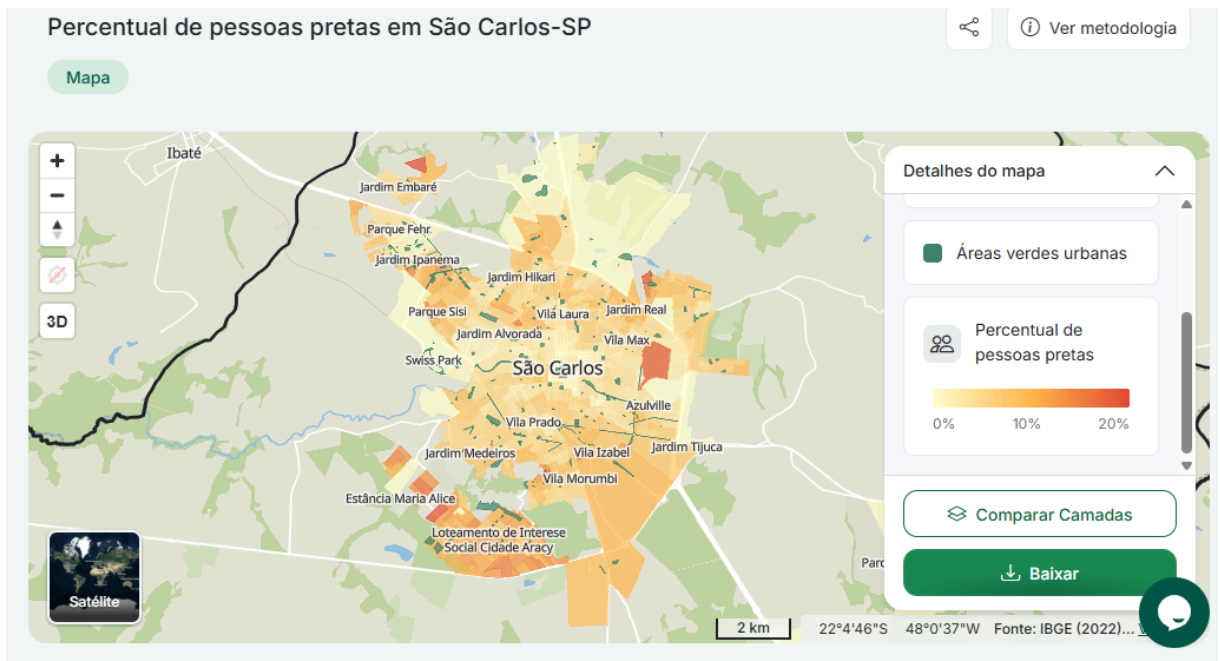 Percentual de pessoas pretas em São Carlos-SP
Ver metodologia
Mapa
Ibaté
Jardim Embaré
Parque Fehr
Jardim Ipanema
Jardim Hikari
Parque Sisi
Vila Laura
Jardim Real
Jardim Alvorada
Vila Max
Swiss Park
São Carlos
Azulville
Vila Prado
Jardim Medeiros
Vila Izabel
Jardim Tijuca
Vila Morumbi
Estância Maria Alice
Loteamento de Interese
Social Cidade Aracy
3D
Satélite
Detalhes do mapa
Áreas verdes urbanas
Percentual de
pessoas pretas
0% 10% 20%
Comparar Camadas
Baixar
2 km
22°4'46"S 48°0'37"W Fonte: IBGE (2022)...